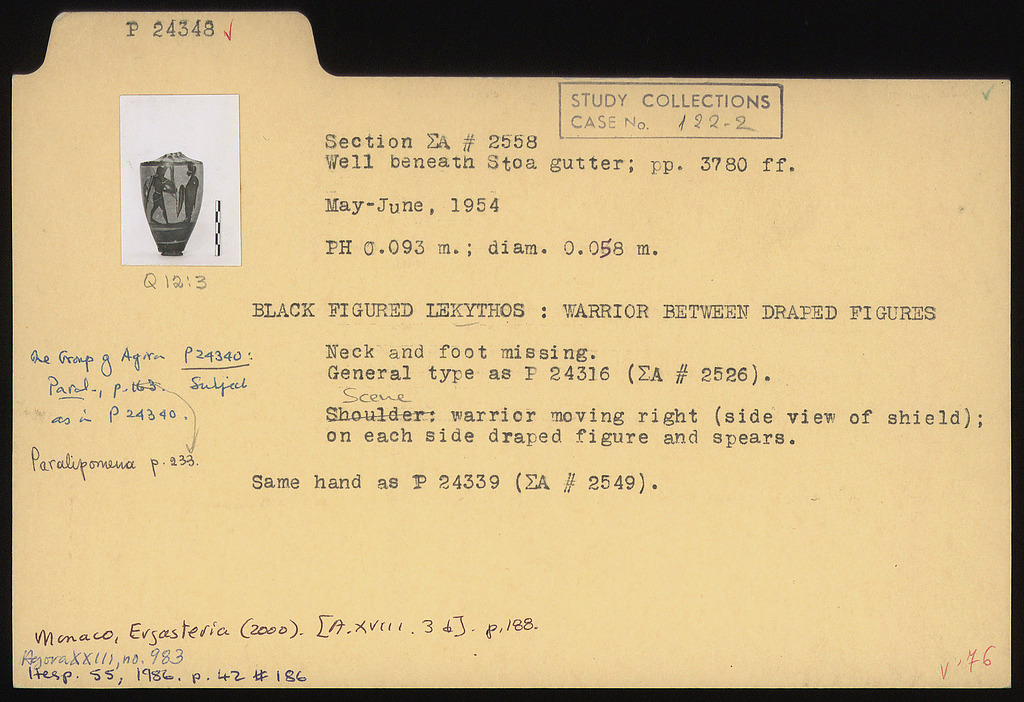 P 24348 ✓
STUDY COLLECTIONS
CASE No. 122-2
Section ΣA # 2558
Well beneath Stoa gutter; pp. 3780 ff.
May-June, 1954
PH 0.093 m.; diam. 0.058 m.
Q 12:3
BLACK FIGURED LEKYTHOS : WARRIOR BETWEEN DRAPED FIGURES
Neck and foot missing.
General type as P 24316 (ΣA # 2526).
Scene
Shoulder: warrior moving right (side view of shield);
on each side draped figure and spears.
Same hand as P 24339 (ΣA # 2549).
the Group of Agora P 24340:
Paral., p. 163. Subject
as in P 24340.
Paralipomena p. 233.
Monaco, Ergasteria (2000). [A.XVIII. 3 b]. p,188.
Agora XXIII, no. 983
Hesp. 55, 1986. p. 42 # 186
v '76